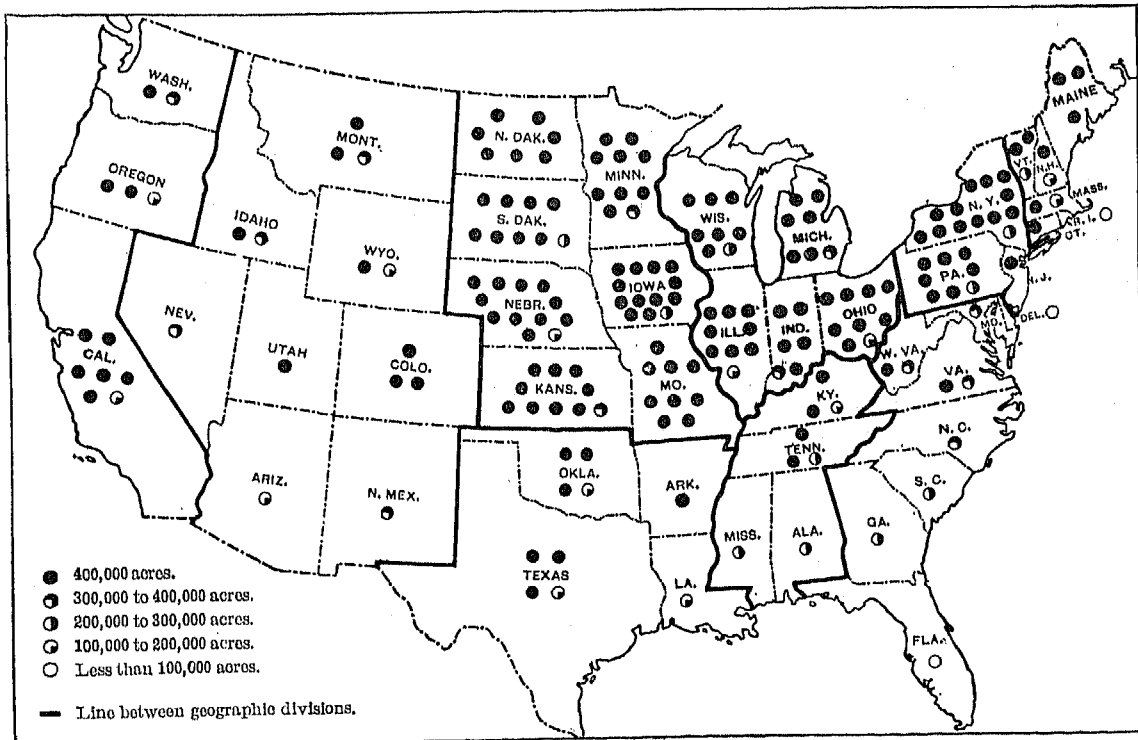 WASH.
MONT.
N. DAK.
MINN.
MAINE
OREGON
IDAHO
S. DAK.
WIS.
MICH.
VT.
N.H.
N. Y.
MASS.
R. I.
CT.
WYO.
NEBR.
IOWA
PA.
N. J.
NEV.
UTAH
COLO.
CAL.
KANS.
MO.
ILL.
IND.
OHIO
W. VA.
MD.
DEL.
VA.
KY.
N. C.
TENN.
ARIZ.
N. MEX.
OKLA.
ARK.
S. C.
MISS.
ALA.
GA.
TEXAS
LA.
FLA.
400,000 acres.
300,000 to 400,000 acres.
200,000 to 300,000 acres.
100,000 to 200,000 acres.
Less than 100,000 acres.
Line between geographic divisions.